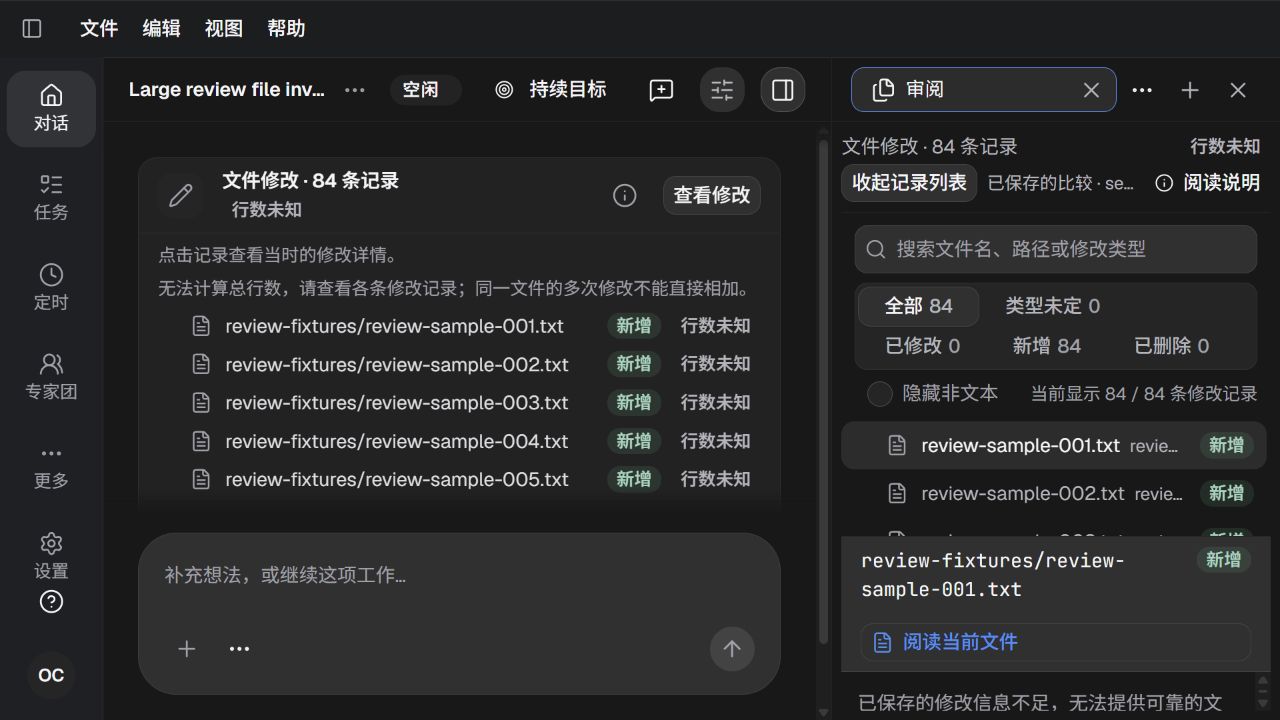 文件 编辑 视图 帮助
对话
任务
定时
专家团
更多
设置
OC
Large review file inv... 空闲 持续目标
文件修改 · 84 条记录
行数未知
查看修改
点击记录查看当时的修改详情。
无法计算总行数，请查看各条修改记录；同一文件的多次修改不能直接相加。
review-fixtures/review-sample-001.txt 新增 行数未知
review-fixtures/review-sample-002.txt 新增 行数未知
review-fixtures/review-sample-003.txt 新增 行数未知
review-fixtures/review-sample-004.txt 新增 行数未知
review-fixtures/review-sample-005.txt 新增 行数未知
补充想法，或继续这项工作...
审阅
文件修改 · 84 条记录 行数未知
收起记录列表 已保存的比较 · se... 阅读说明
搜索文件名、路径或修改类型
全部 84 类型未定 0
已修改 0 新增 84 已删除 0
隐藏非文本 当前显示 84 / 84 条修改记录
review-sample-001.txt revie... 新增
review-sample-002.txt revie... 新增
review-fixtures/review- 新增
sample-001.txt
阅读当前文件
已保存的修改信息不足，无法提供可靠的文